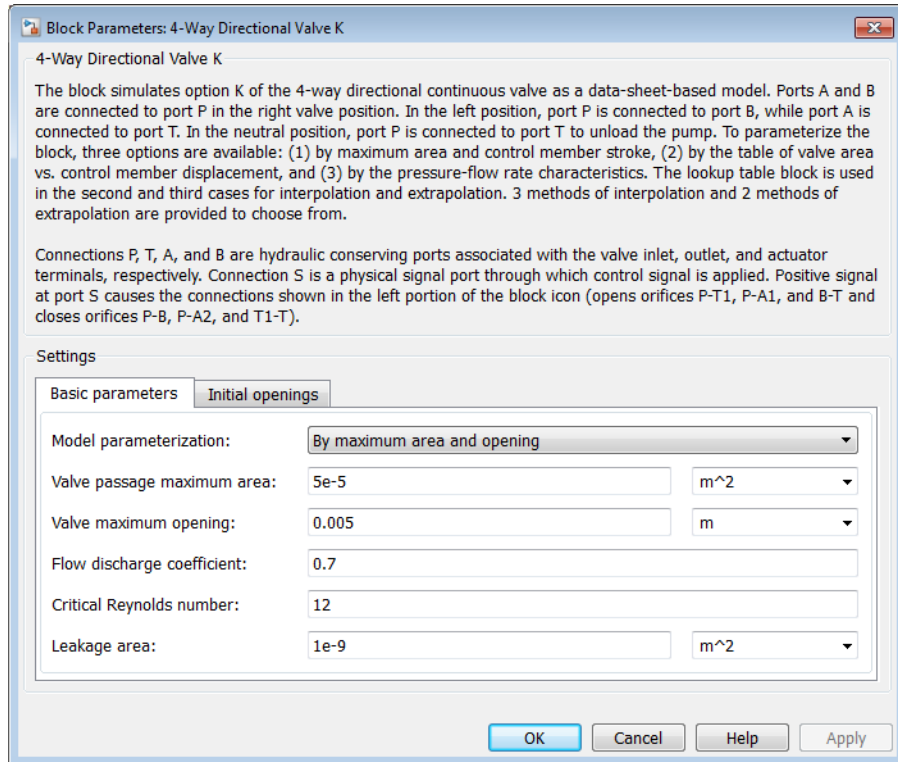 Block Parameters: 4-Way Directional Valve K
4-Way Directional Valve K
The block simulates option K of the 4-way directional continuous valve as a data-sheet-based model. Ports A and B
are connected to port P in the right valve position. In the left position, port P is connected to port B, while port A is
connected to port T. In the neutral position, port P is connected to port T to unload the pump. To parameterize the
block, three options are available: (1) by maximum area and control member stroke, (2) by the table of valve area
vs. control member displacement, and (3) by the pressure-flow rate characteristics. The lookup table block is used
in the second and third cases for interpolation and extrapolation. 3 methods of interpolation and 2 methods of
extrapolation are provided to choose from.
Connections P, T, A, and B are hydraulic conserving ports associated with the valve inlet, outlet, and actuator
terminals, respectively. Connection S is a physical signal port through which control signal is applied. Positive signal
at port S causes the connections shown in the left portion of the block icon (opens orifices P-T1, P-A1, and B-T and
closes orifices P-B, P-A2, and T1-T).
Settings
Basic parameters Initial openings
Model parameterization: By maximum area and opening
Valve passage maximum area: 5e-5 m^2
Valve maximum opening: 0.005 m
Flow discharge coefficient: 0.7
Critical Reynolds number: 12
Leakage area: 1e-9 m^2
OK Cancel Help Apply